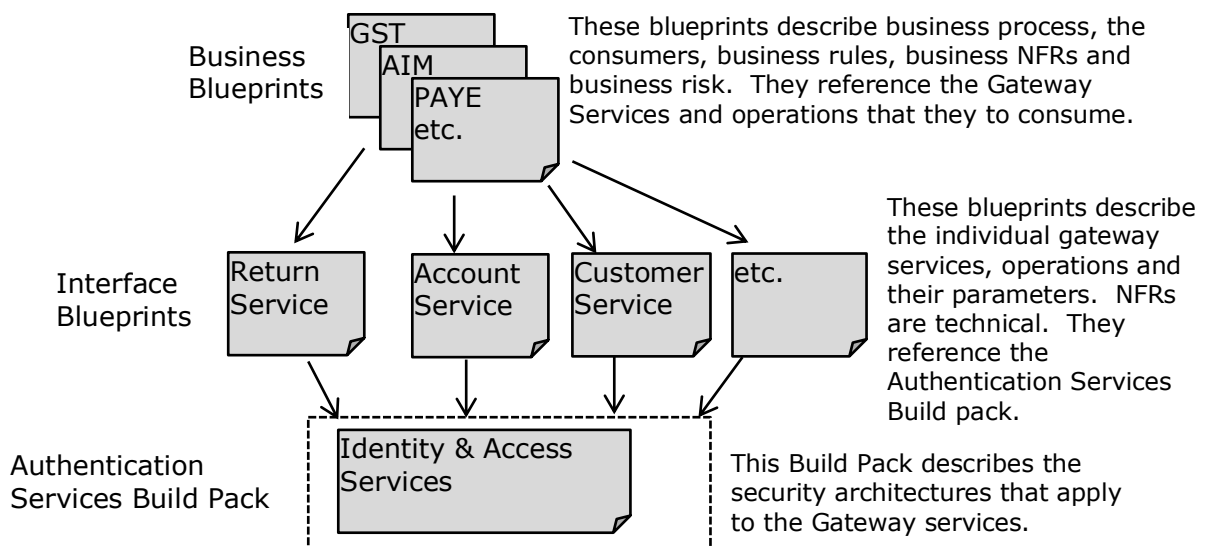 Business
Blueprints
GST
AIM
PAYE
etc.
These blueprints describe business process, the
consumers, business rules, business NFRs and
business risk.  They reference the Gateway
Services and operations that they to consume.
Interface
Blueprints
Return
Service
Account
Service
Customer
Service
etc.
These blueprints describe
the individual gateway
services, operations and
their parameters.  NFRs
are technical.  They
reference the
Authentication Services
Build pack.
Authentication
Services Build Pack
Identity & Access
Services
This Build Pack describes the
security architectures that apply
to the Gateway services.